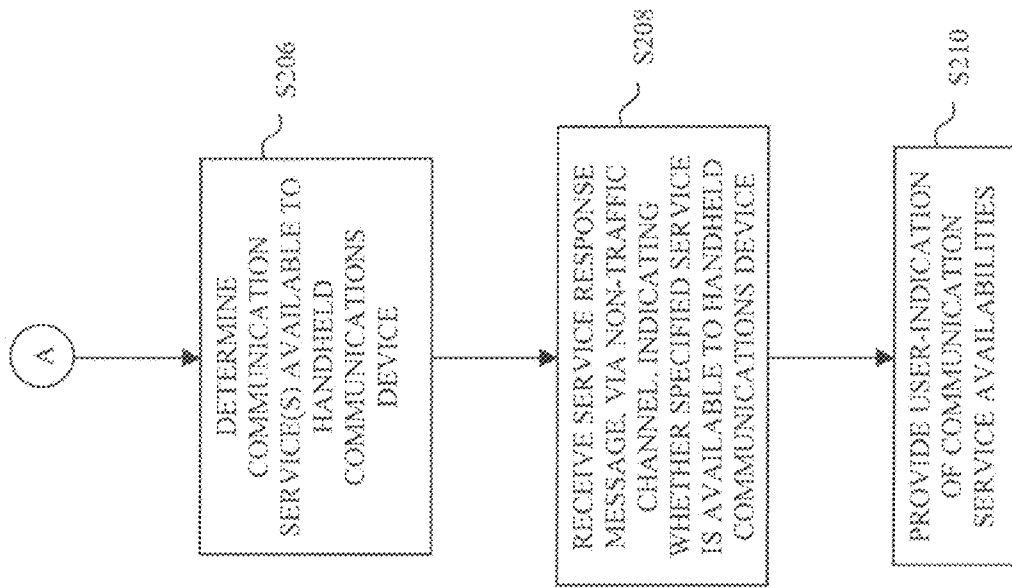 A
DETERMINE
COMMUNICATION
SERVICE(S) AVAILABLE TO
HANDHELD
COMMUNICATIONS
DEVICE
S206
RECEIVE SERVICE RESPONSE
MESSAGE, VIA NON-TRAFFIC
CHANNEL INDICATING
WHETHER SPECIFIED SERVICE
IS AVAILABLE TO HANDHELD
COMMUNICATIONS DEVICE
S208
PROVIDE USER-INDICATION
OF COMMUNICATION
SERVICE AVAILABILITIES
S210